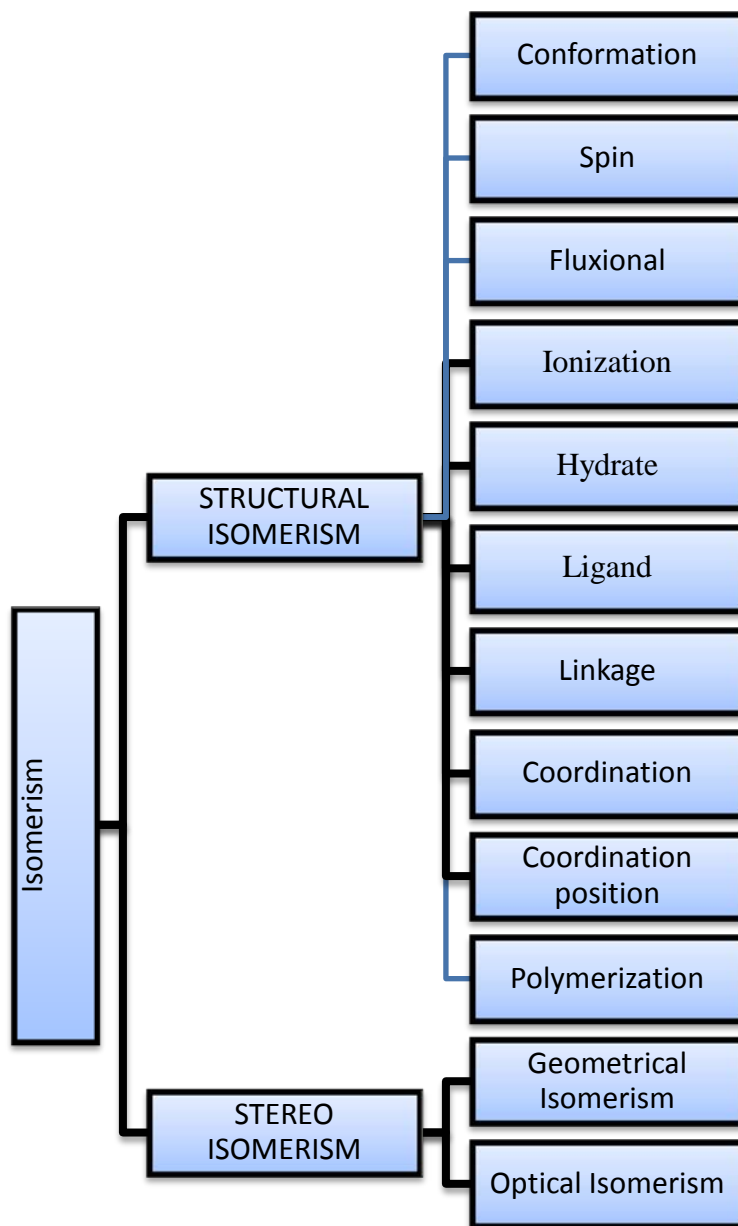 Isomerism
STRUCTURAL
ISOMERISM
Conformation
Spin
Fluxional
Ionization
Hydrate
Ligand
Linkage
Coordination
Coordination
position
Polymerization
STEREO
ISOMERISM
Geometrical
Isomerism
Optical Isomerism